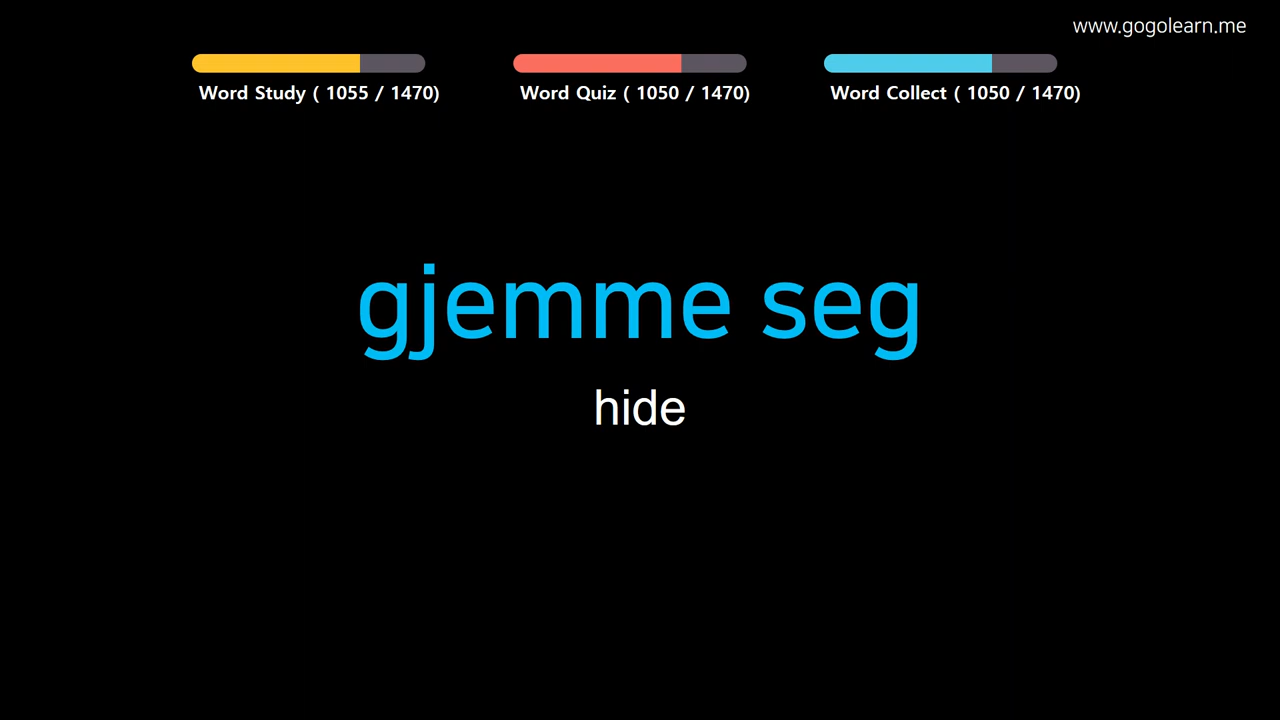 www.gogolearn.me
Word Study ( 1055 / 1470)
Word Quiz ( 1050 / 1470)
Word Collect ( 1050 / 1470)
gjemme seg
hide